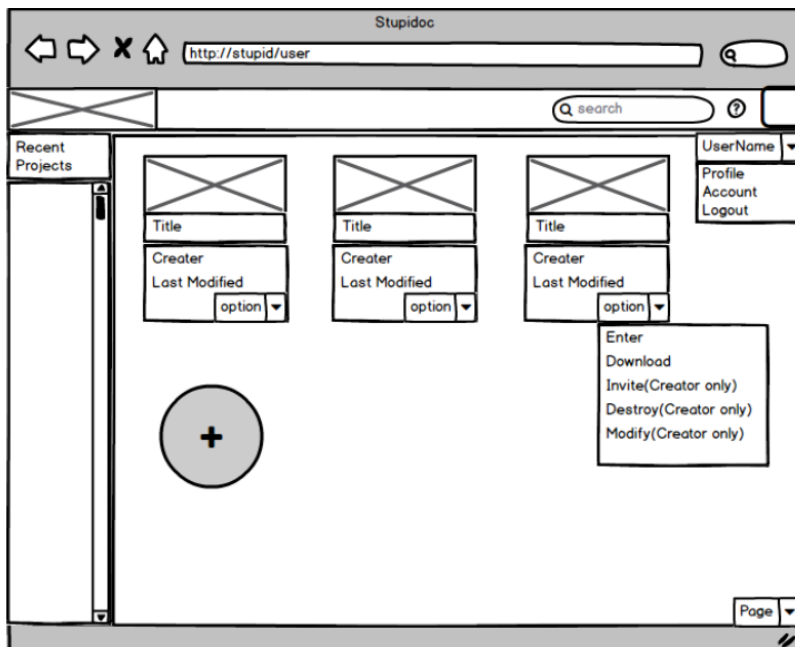 Stupidoc
http://stupid/user
search
?
Recent
Projects
UserName
Profile
Account
Logout
Title
Title
Title
Creater
Last Modified
option
Creater
Last Modified
option
Creater
Last Modified
option
Enter
Download
Invite(Creator only)
Destroy(Creator only)
Modify(Creator only)
+
Page